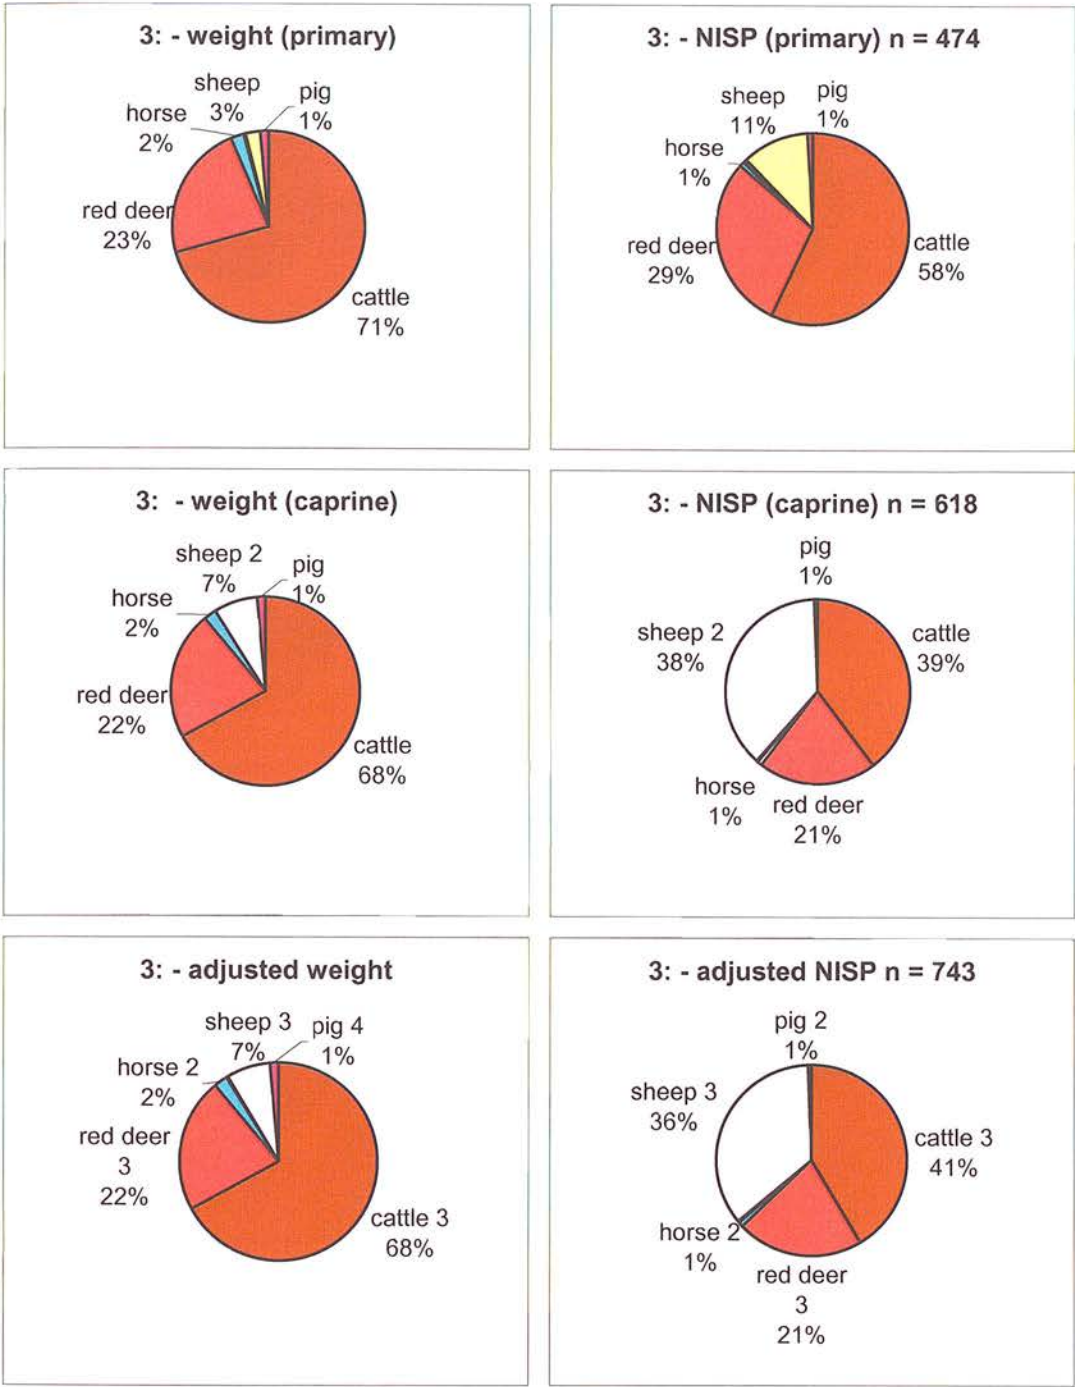 3: - weight (primary)
sheep
3%
pig
1%
horse
2%
red deer
23%
cattle
71%
3: - NISP (primary) n = 474
sheep
11%
pig
1%
horse
1%
red deer
29%
cattle
58%
3: - weight (caprine)
sheep 2
7%
pig
1%
horse
2%
red deer
22%
cattle
68%
3: - NISP (caprine) n = 618
pig
1%
sheep 2
38%
cattle
39%
horse
1%
red deer
21%
3: - adjusted weight
sheep 3
7%
pig 4
1%
horse 2
2%
red deer
3
22%
cattle 3
68%
3: - adjusted NISP n = 743
pig 2
1%
sheep 3
36%
cattle 3
41%
horse 2
1%
red deer
3
21%